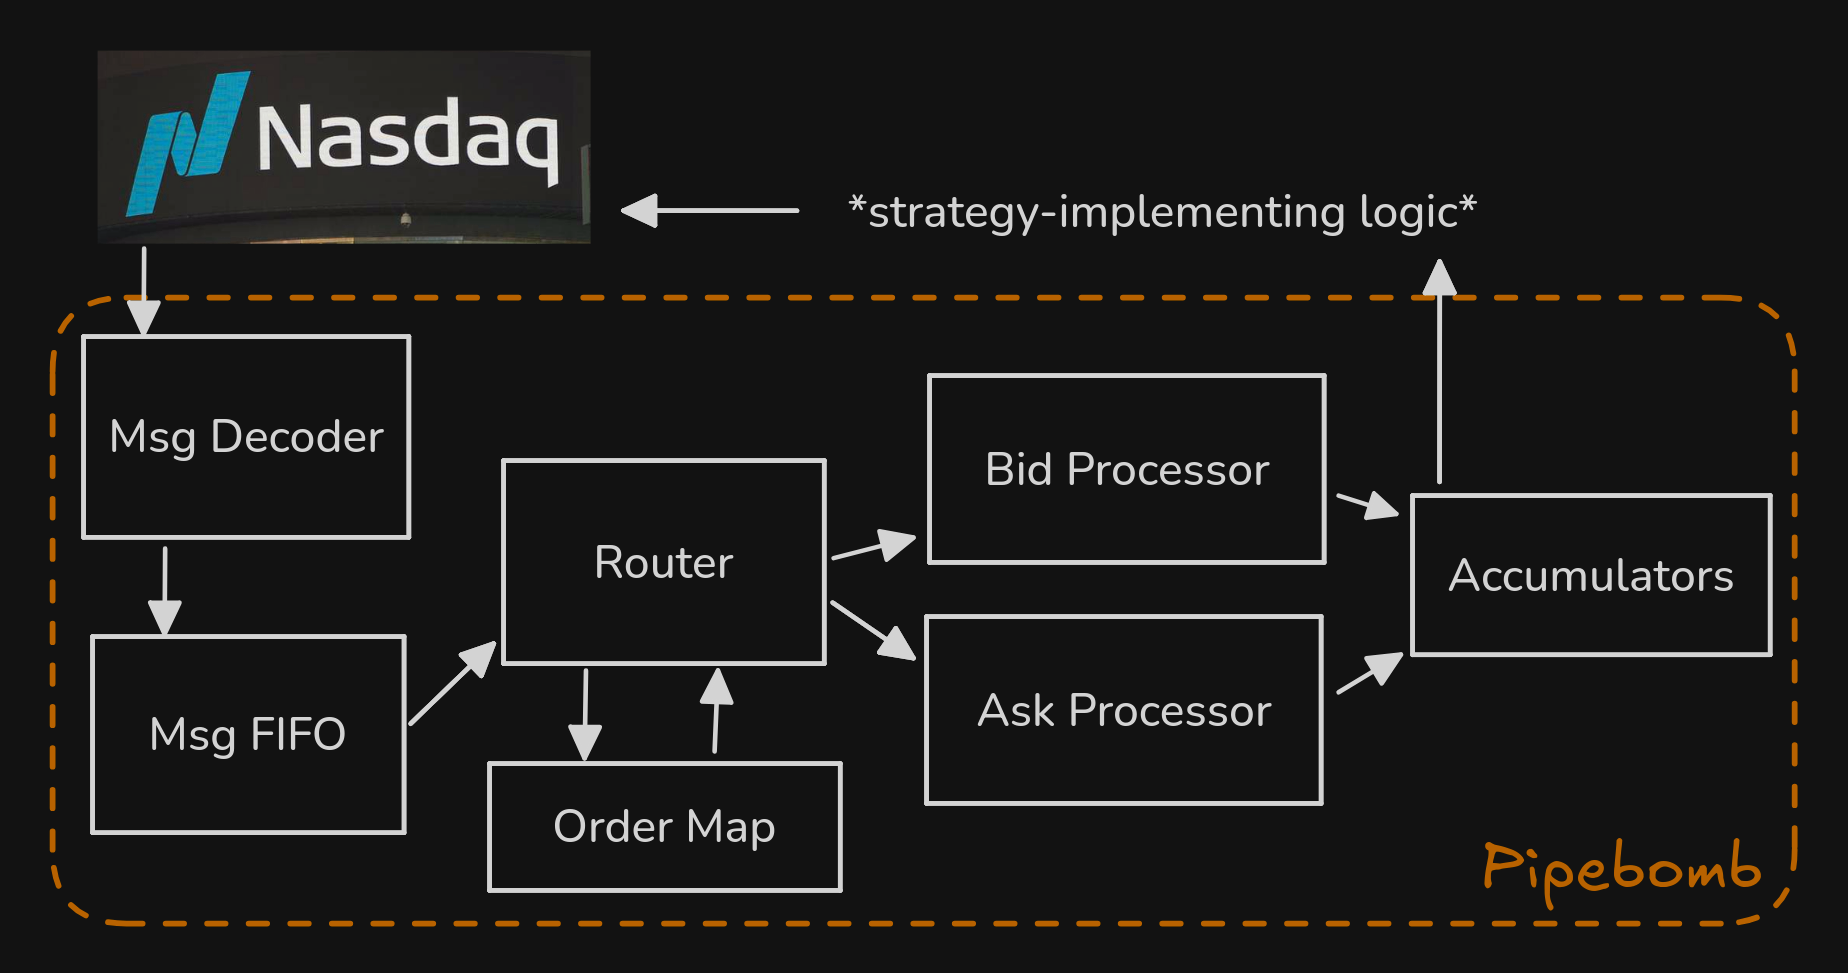 Nasdaq
*strategy-implementing logic*
Msg Decoder
Msg FIFO
Router
Order Map
Bid Processor
Ask Processor
Accumulators
Pipebomb